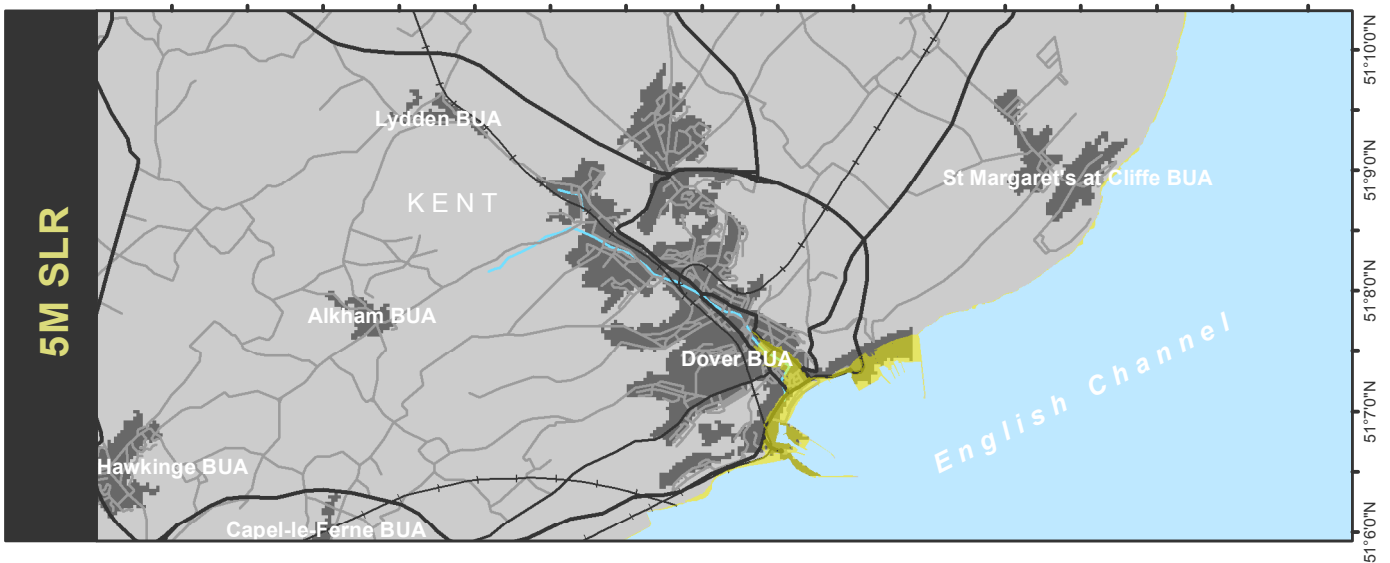 5M SLR
Lydden BUA
KENT
St Margaret's at Cliffe BUA
Alkham BUA
Dover BUA
English Channel
Hawkinge BUA
Capel-le-Ferne BUA
51°10'0"N
51°9'0"N
51°8'0"N
51°7'0"N
51°6'0"N